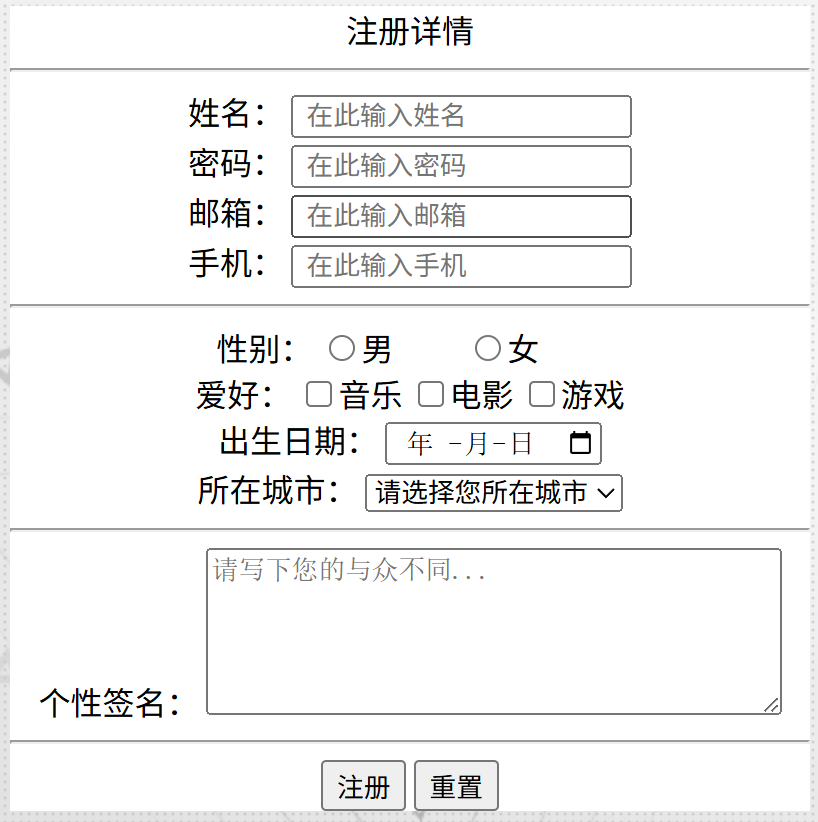 注册详情
姓名： 在此输入姓名
密码： 在此输入密码
邮箱： 在此输入邮箱
手机： 在此输入手机
性别： 男 女
爱好： 音乐 电影 游戏
出生日期： 年 -月-日
所在城市： 请选择您所在城市
请写下您的与众不同...
个性签名：
注册 重置